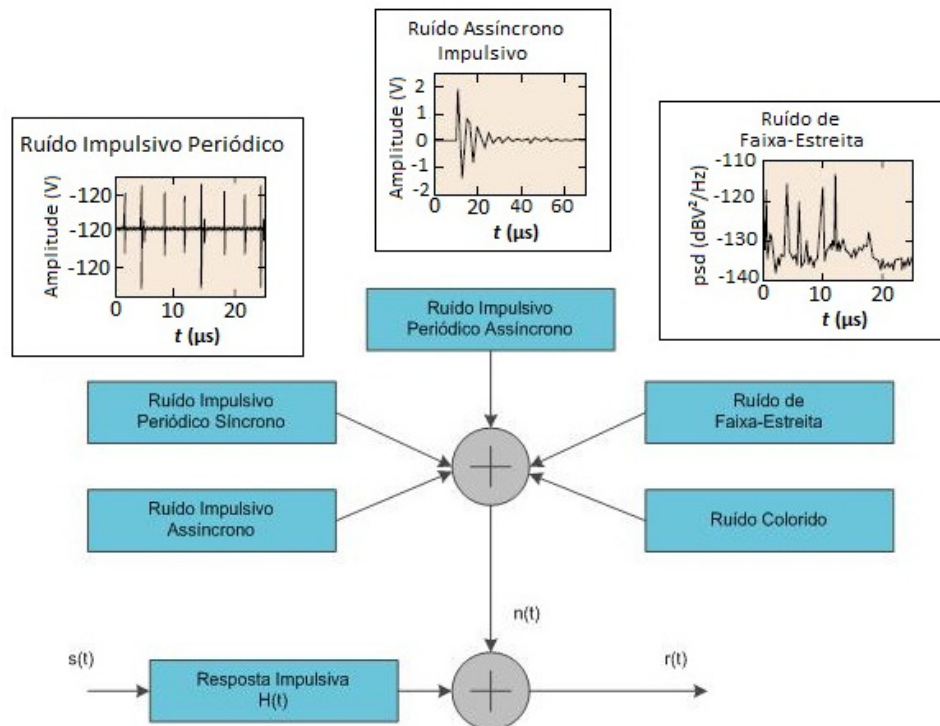 Ruído Assíncrono
Impulsivo
Amplitude (V)
2
1
0
-1
-2
0
20
40
60
t (µs)
Ruído Impulsivo Periódico
Amplitude (V)
-120
-120
-120
0
10
20
t (µs)
Ruído de
Faixa-Estreita
psd (dBV²/Hz)
-110
-120
-130
-140
0
10
20
t (µs)
Ruido Impulsivo
Periódico Assíncrono
Ruído Impulsivo
Periódico Síncrono
Ruído de
Faixa-Estreita
Ruído Impulsivo
Assíncrono
Ruído Colorido
n(t)
s(t)
Resposta Impulsiva
H(t)
r(t)